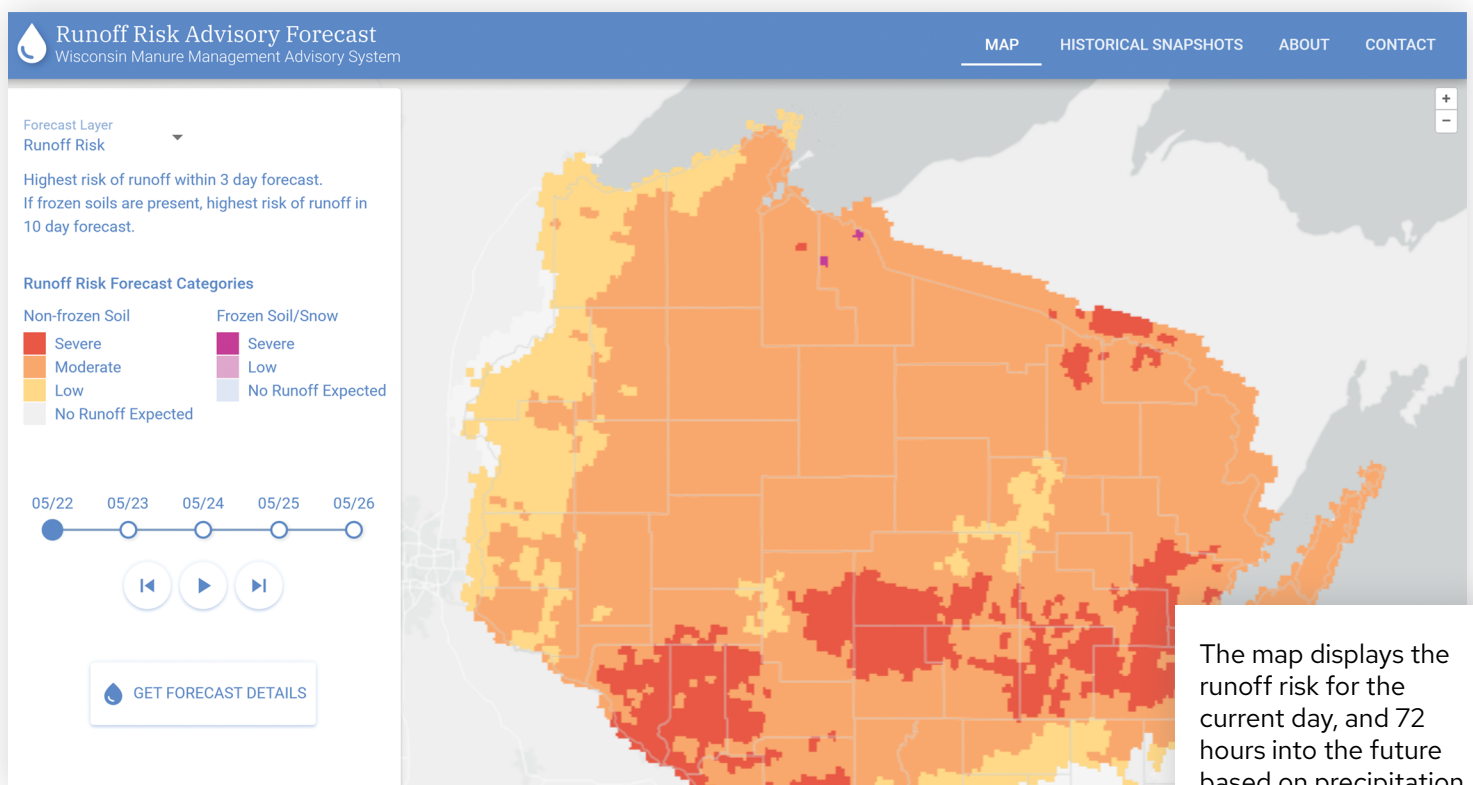 Runoff Risk Advisory Forecast
Wisconsin Manure Management Advisory System
MAP HISTORICAL SNAPSHOTS ABOUT CONTACT
+
−
Forecast Layer
Runoff Risk
Highest risk of runoff within 3 day forecast.
If frozen soils are present, highest risk of runoff in
10 day forecast.
Runoff Risk Forecast Categories
Non-frozen Soil
Severe
Moderate
Low
No Runoff Expected
Frozen Soil/Snow
Severe
Low
No Runoff Expected
05/22 05/23 05/24 05/25 05/26
GET FORECAST DETAILS
The map displays the
runoff risk for the
current day, and 72
hours into the future
based on precipitation